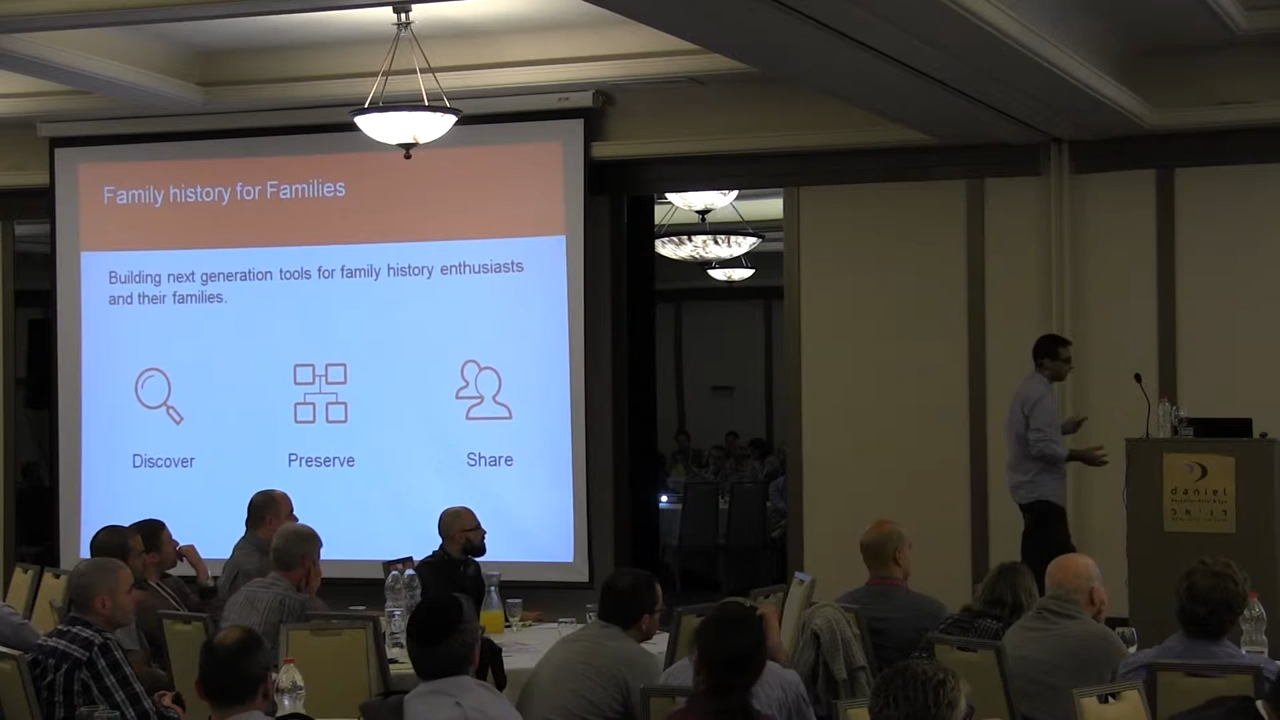 Family history for Families
Building next generation tools for family history enthusiasts
and their families.
Discover
Preserve
Share
daniel
דניאל